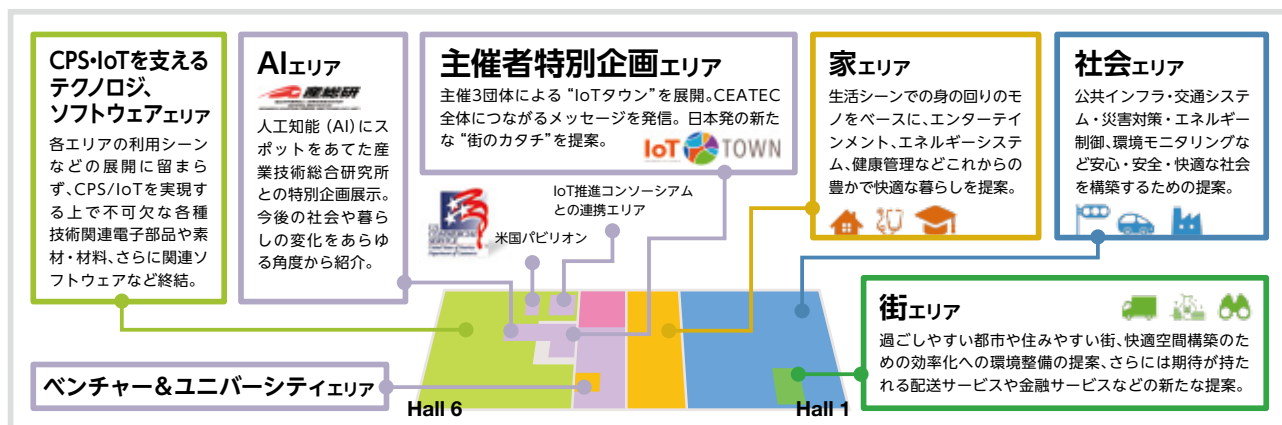 CPS・IoTを支える
テクノロジ、
ソフトウェアエリア
各エリアの利用シーン
などの展開に留まら
ず、CPS/IoTを実現す
る上で不可欠な各種
技術関連電子部品や素
材・材料、さらに関連ソ
フトウェアなど終結。
AIエリア
産総研
人工知能（AI）にス
ポットをあてた産
業技術総合研究所
との特別企画展示。
今後の社会や暮ら
しの変化をあらゆ
る角度から紹介。
主催者特別企画エリア
主催3団体による “IoTタウン”を展開。CEATEC
全体につながるメッセージを発信。日本発の新た
な “街のカタチ”を提案。
IoT TOWN
IoT推進コンソーシアム
との連携エリア
米国パビリオン
家エリア
生活シーンでの身の回りのモ
ノをベースに、エンターテイ
ンメント、エネルギーシステ
ム、健康管理などこれからの
豊かで快適な暮らしを提案。
社会エリア
公共インフラ・交通システ
ム・災害対策・エネルギー
制御、環境モニタリングな
ど安心・安全・快適な社会
を構築するための提案。
街エリア
過ごしやすい都市や住みやすい街、快適空間構築のた
めの効率化への環境整備の提案、さらには期待が持た
れる配送サービスや金融サービスなどの新たな提案。
ベンチャー＆ユニバーシティエリア
Hall 6
Hall 1